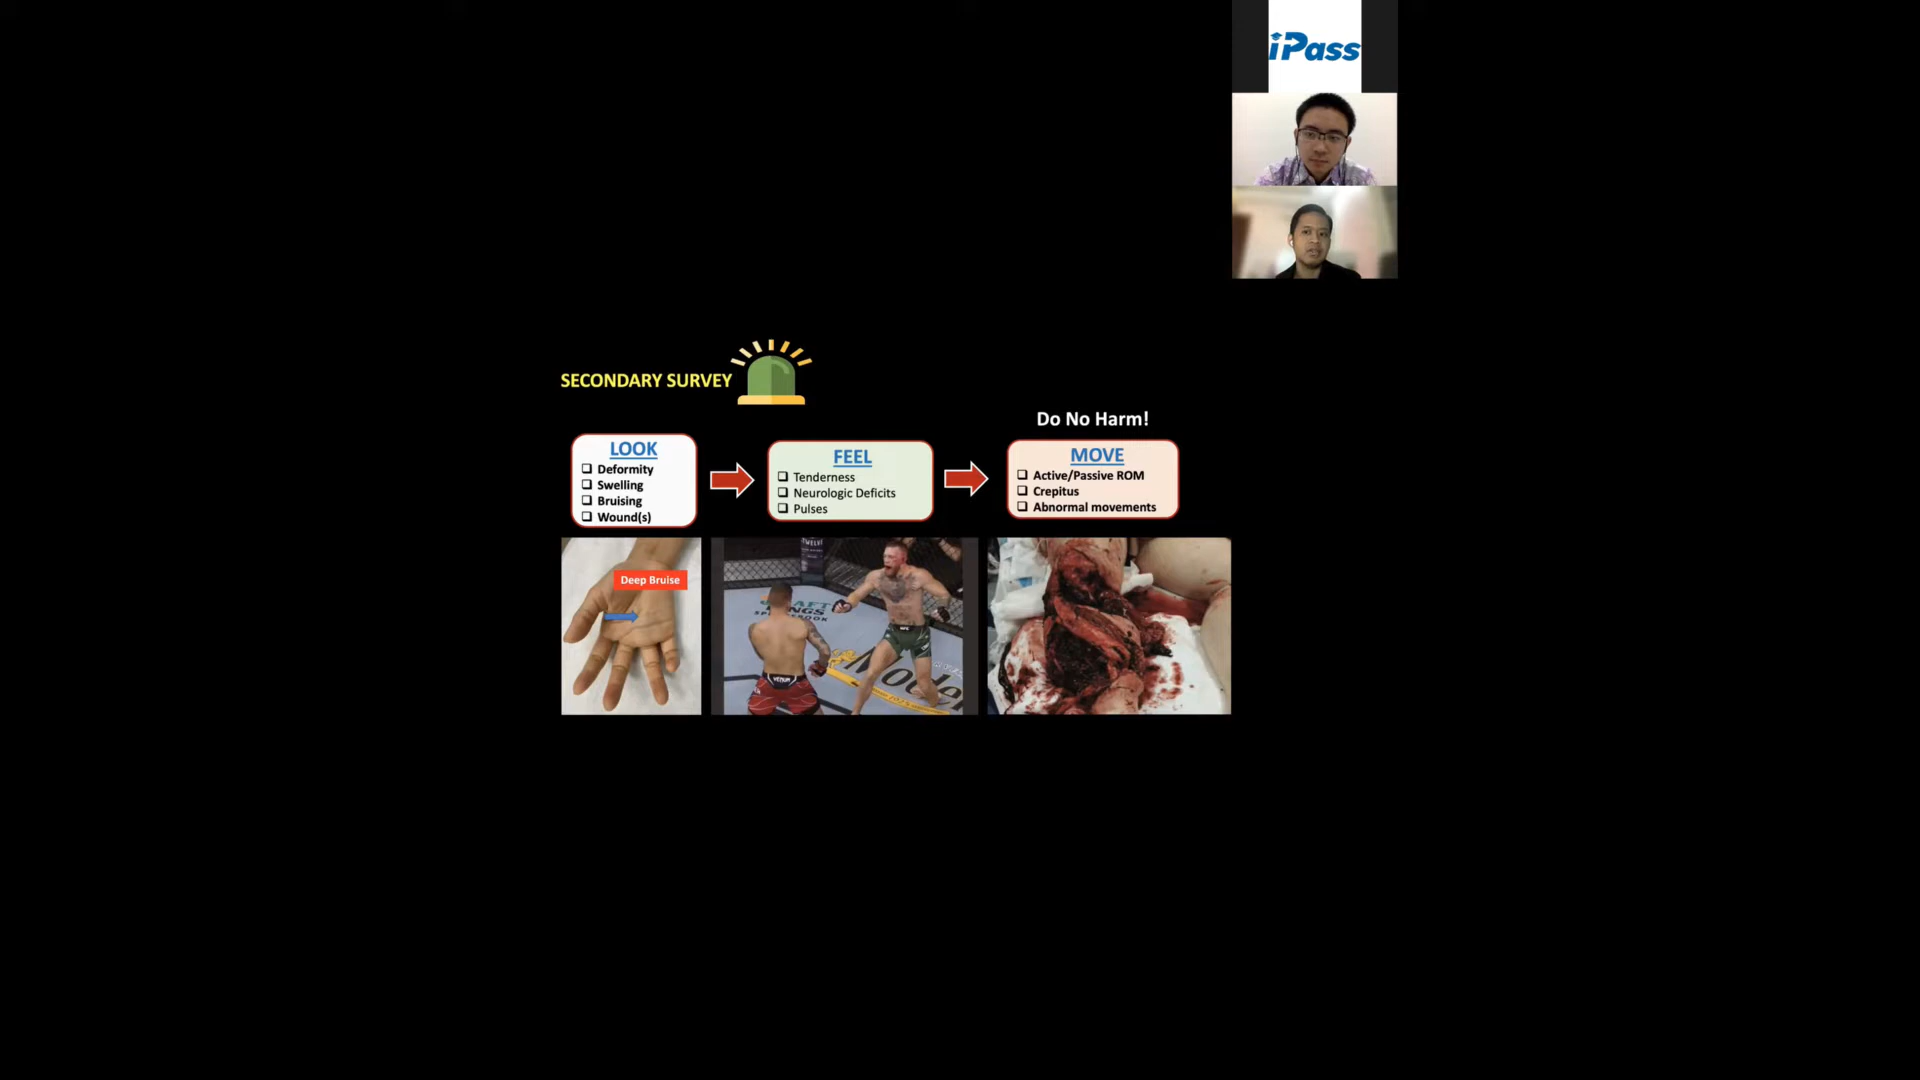 iPass
SECONDARY SURVEY
Do No Harm!
LOOK
❑ Deformity
❑ Swelling
❑ Bruising
❑ Wound(s)
FEEL
❑ Tenderness
❑ Neurologic Deficits
❑ Pulses
MOVE
❑ Active/Passive ROM
❑ Crepitus
❑ Abnormal movements
Deep Bruise
VENUM